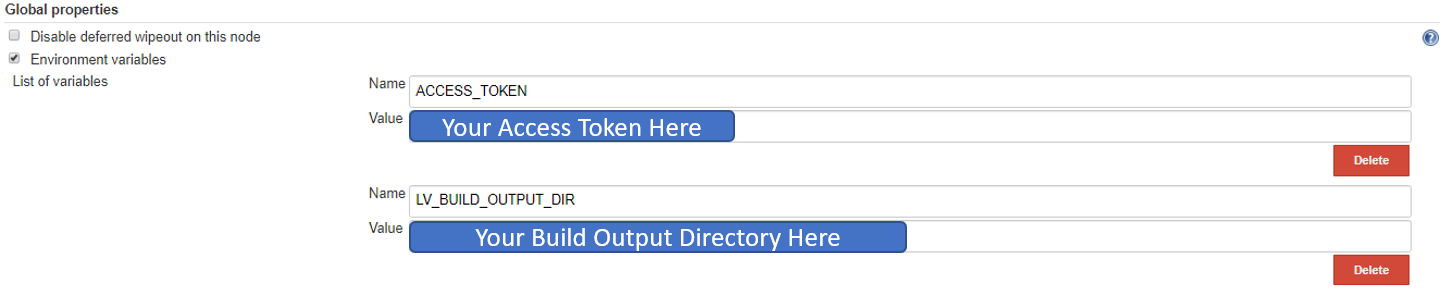 Global properties
Disable deferred wipeout on this node
Environment variables
List of variables
Name ACCESS_TOKEN
Value Your Access Token Here
Delete
Name LV_BUILD_OUTPUT_DIR
Value Your Build Output Directory Here
Delete